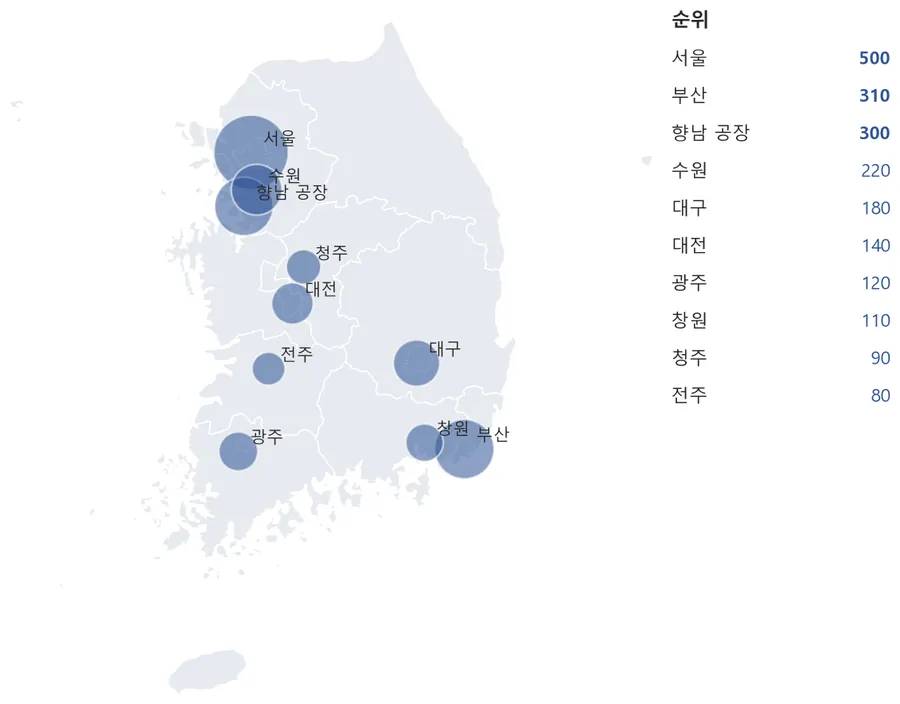 서울
수원
향남 공장
청주
대전
전주
대구
광주
창원
부산
순위
서울 500
부산 310
향남 공장 300
수원 220
대구 180
대전 140
광주 120
창원 110
청주 90
전주 80